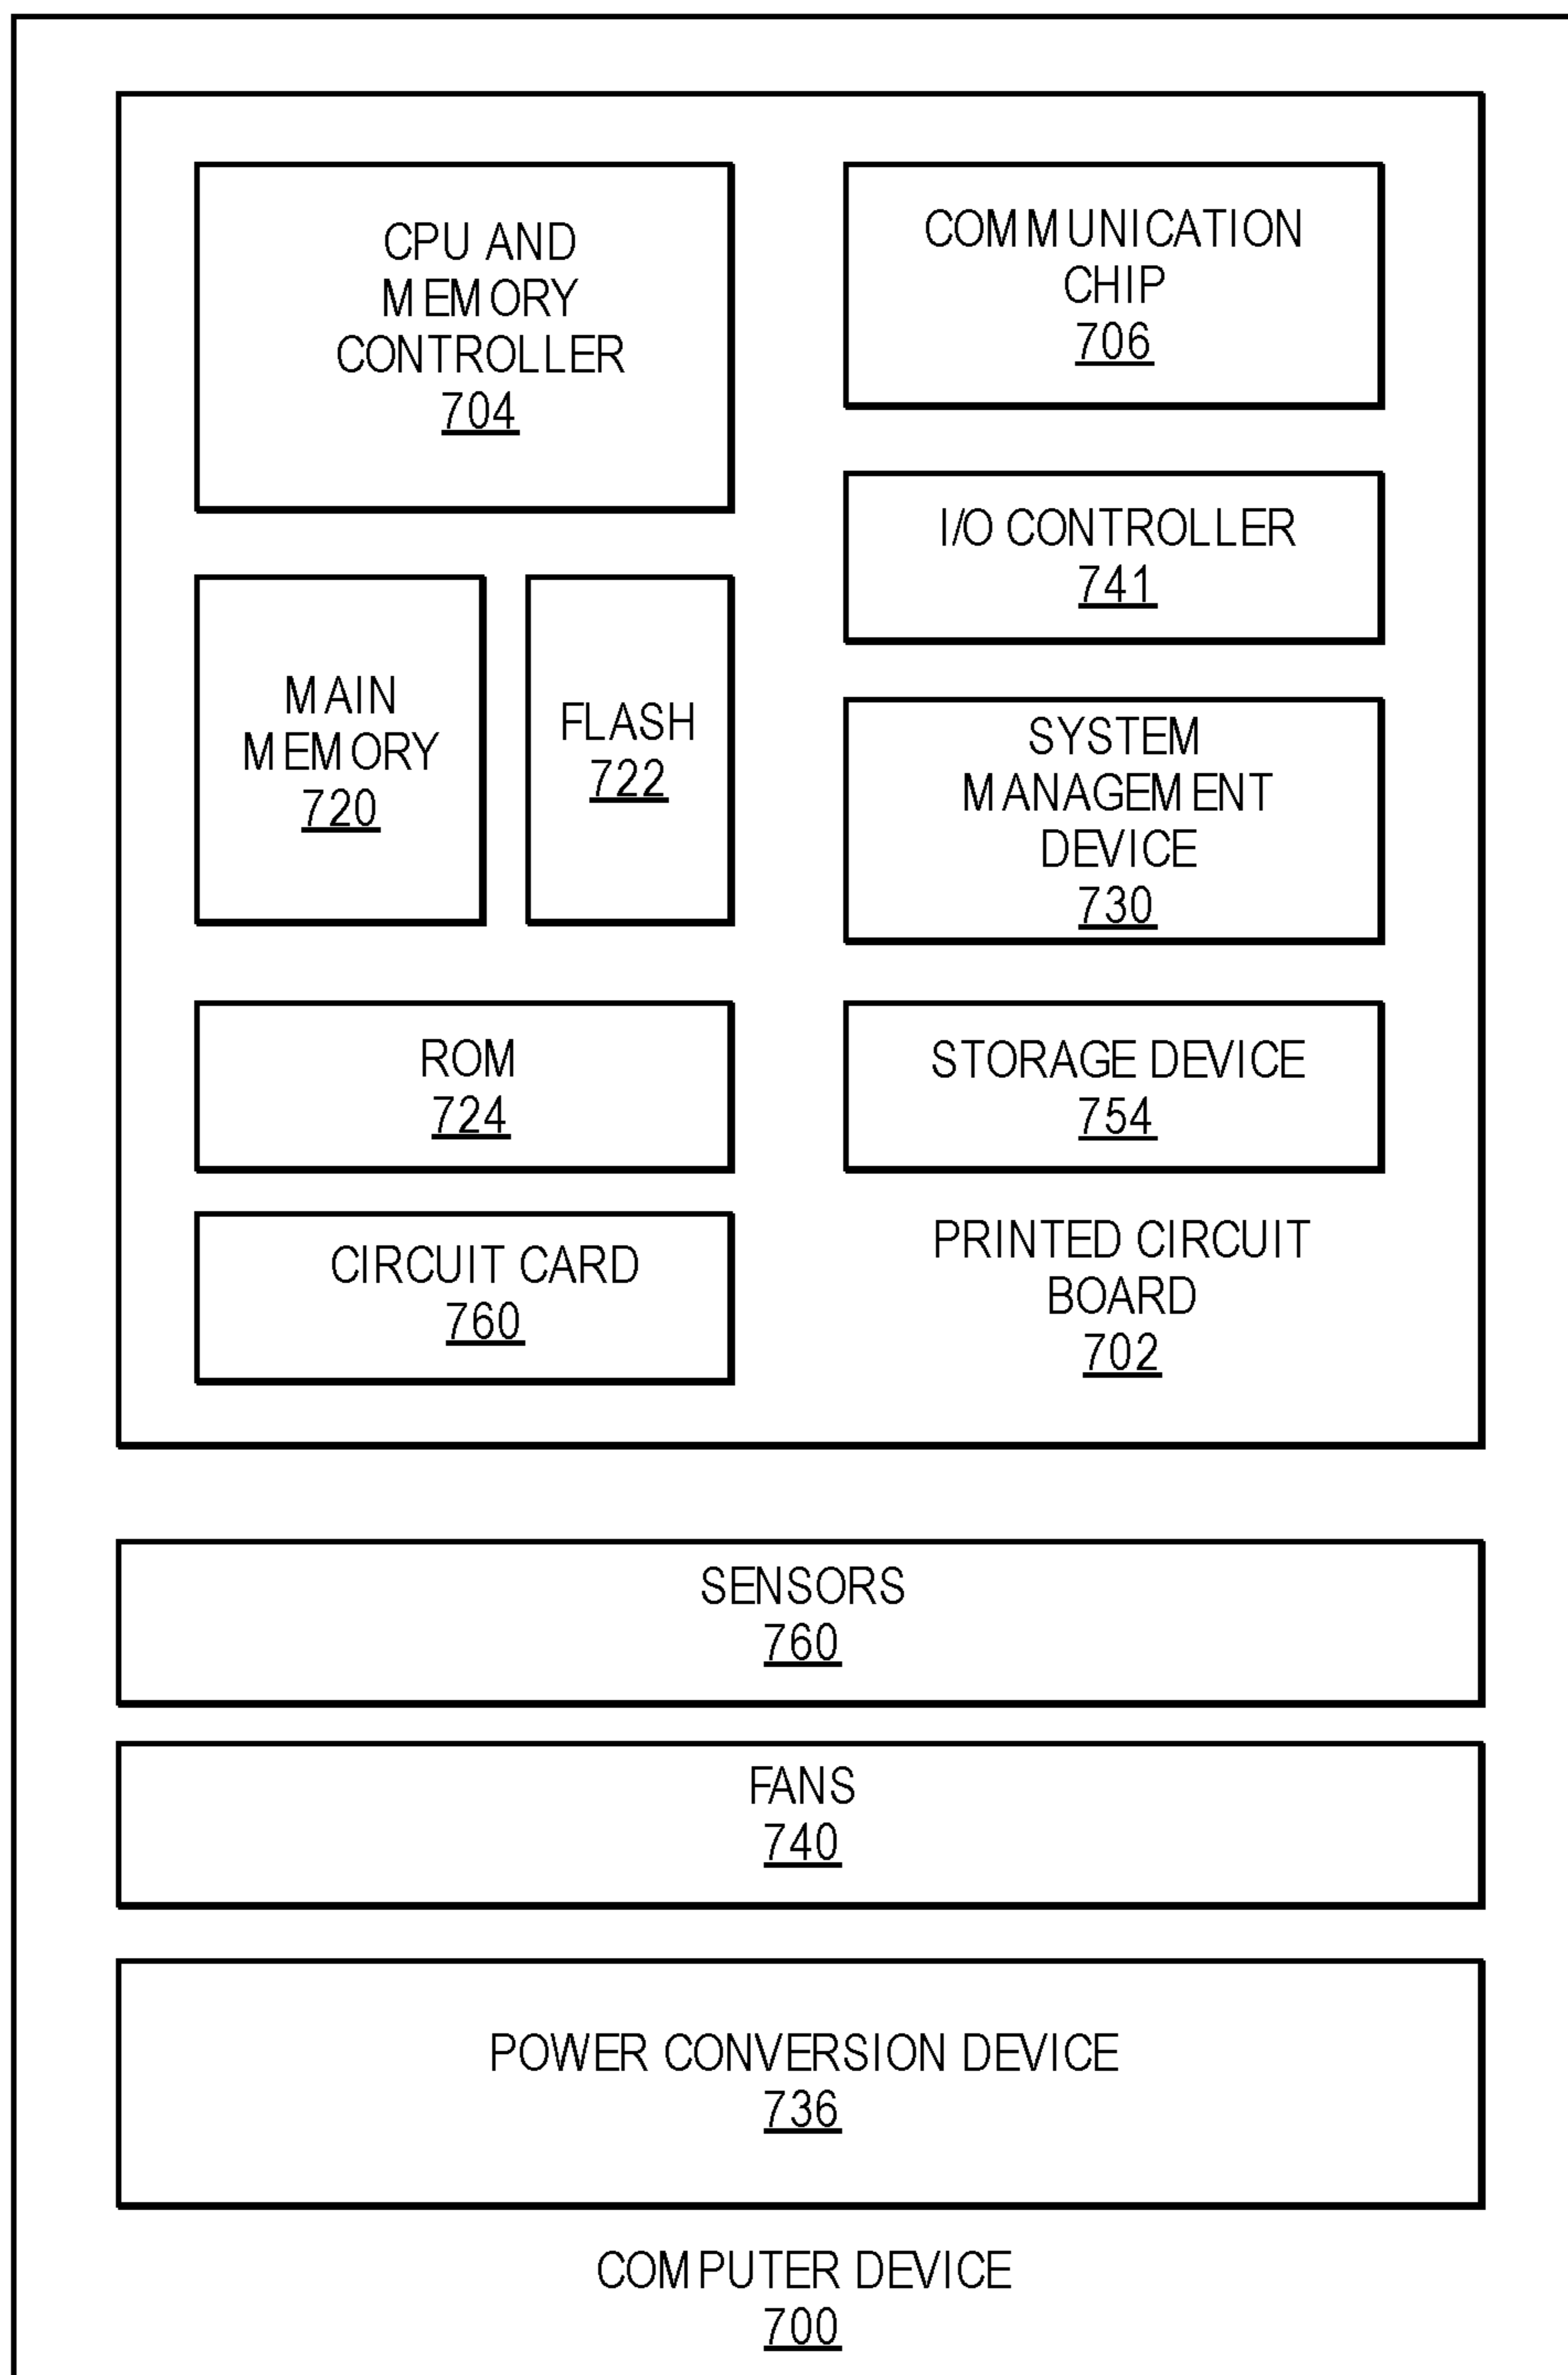 CPU AND
MEMORY
CONTROLLER
704
COMMUNICATION
CHIP
706
I/O CONTROLLER
741
MAIN
MEMORY
720
FLASH
722
SYSTEM
MANAGEMENT
DEVICE
730
ROM
724
STORAGE DEVICE
754
CIRCUIT CARD
760
PRINTED CIRCUIT
BOARD
702
SENSORS
760
FANS
740
POWER CONVERSION DEVICE
736
COMPUTER DEVICE
700